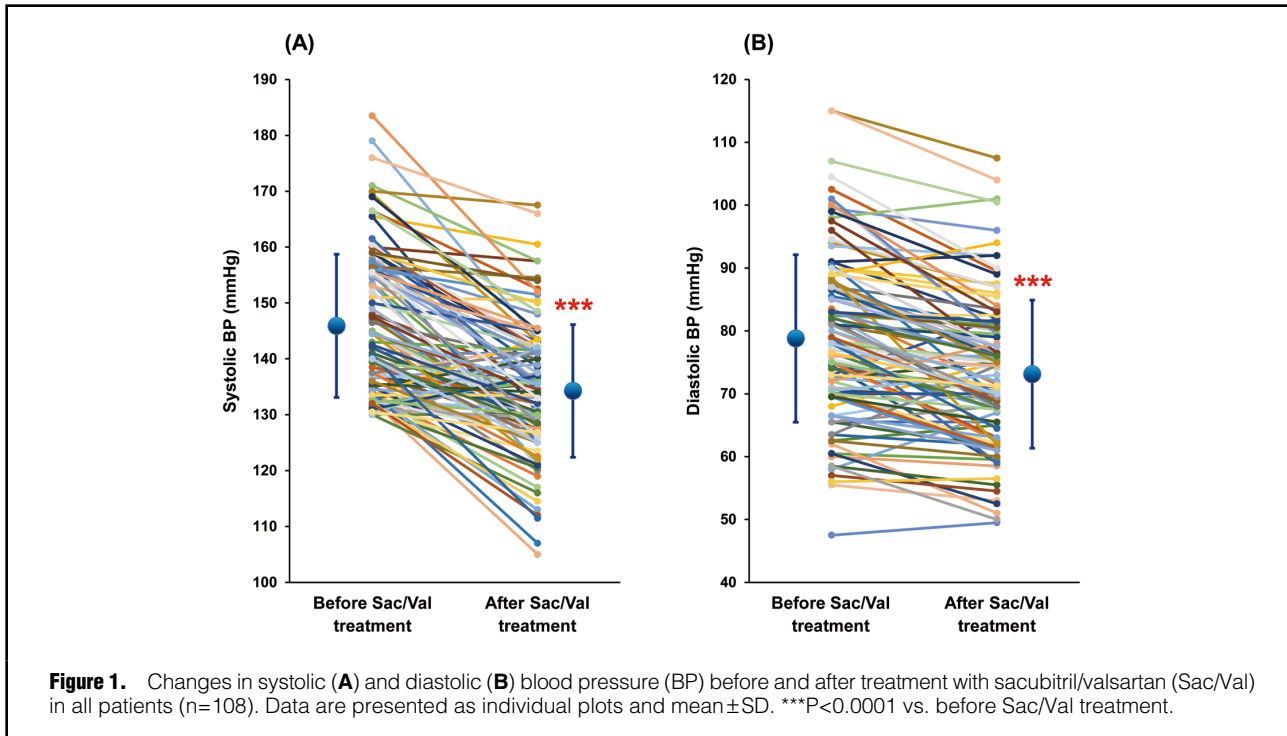 (A)
Systolic BP (mmHg)
190
180
170
160
150
140
130
120
110
100
***
Before Sac/Val
treatment
After Sac/Val
treatment
(B)
Diastolic BP (mmHg)
120
110
100
90
80
70
60
50
40
***
Before Sac/Val
treatment
After Sac/Val
treatment
Figure 1. Changes in systolic (A) and diastolic (B) blood pressure (BP) before and after treatment with sacubitril/valsartan (Sac/Val)
in all patients (n=108). Data are presented as individual plots and mean±SD. ***P<0.0001 vs. before Sac/Val treatment.